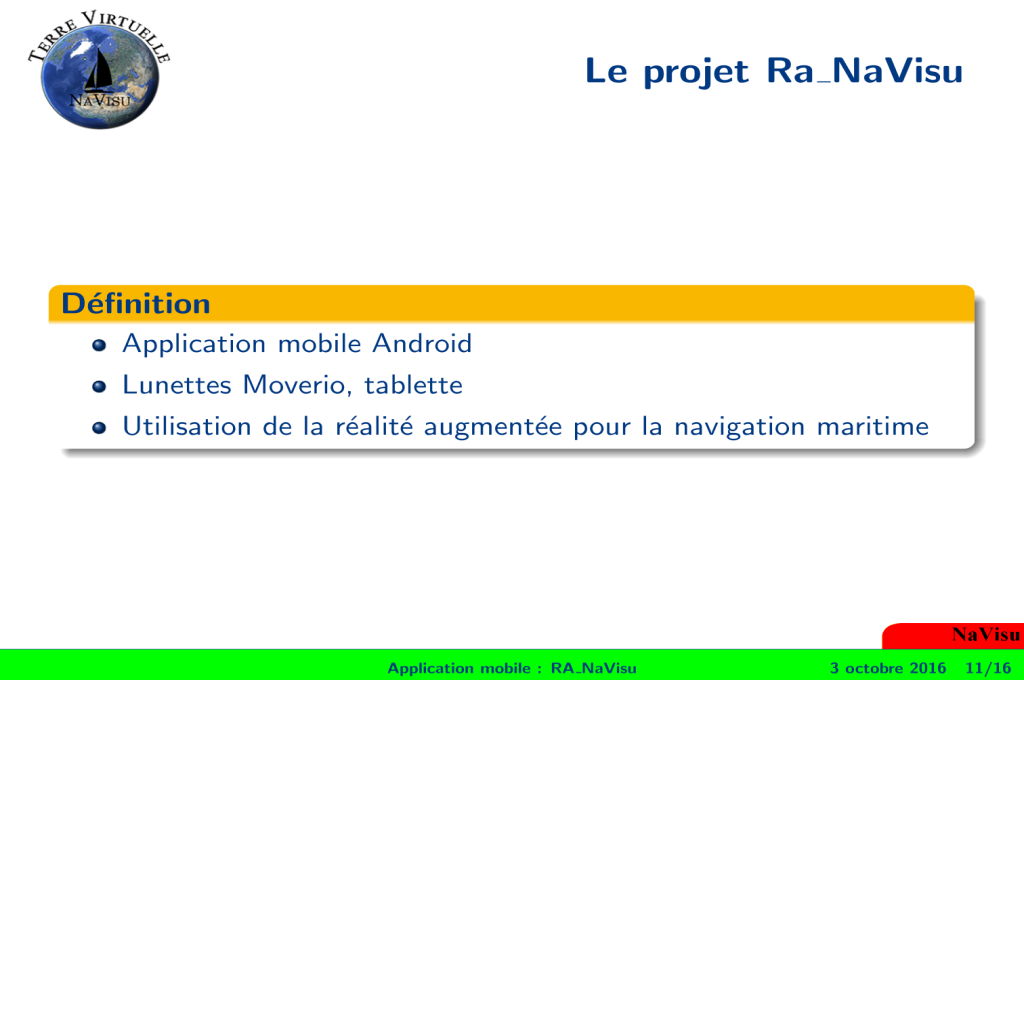 TERRE VIRTUELLE
NAVISU
Le projet Ra_NaVisu
Définition
Application mobile Android
Lunettes Moverio, tablette
Utilisation de la réalité augmentée pour la navigation maritime
NaVisu
Application mobile : RA_NaVisu 3 octobre 2016 11/16